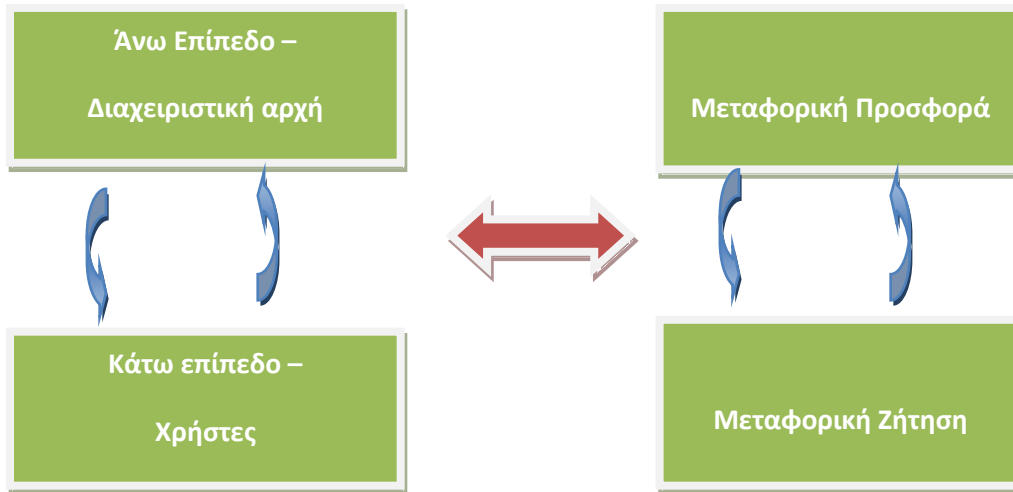 Άνω Επίπεδο –
Διαχειριστική αρχή
Μεταφορική Προσφορά
Κάτω επίπεδο –
Χρήστες
Μεταφορική Ζήτηση